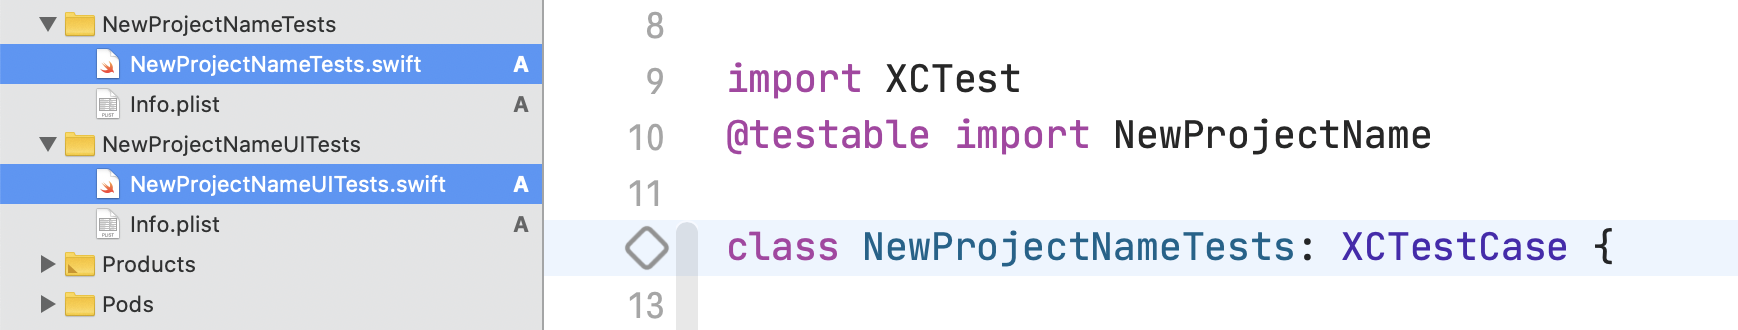 NewProjectNameTests
NewProjectNameTests.swift A
Info.plist A
NewProjectNameUITests
NewProjectNameUITests.swift A
Info.plist A
Products
Pods
8
9 import XCTest
10 @testable import NewProjectName
11
class NewProjectNameTests: XCTestCase {
13